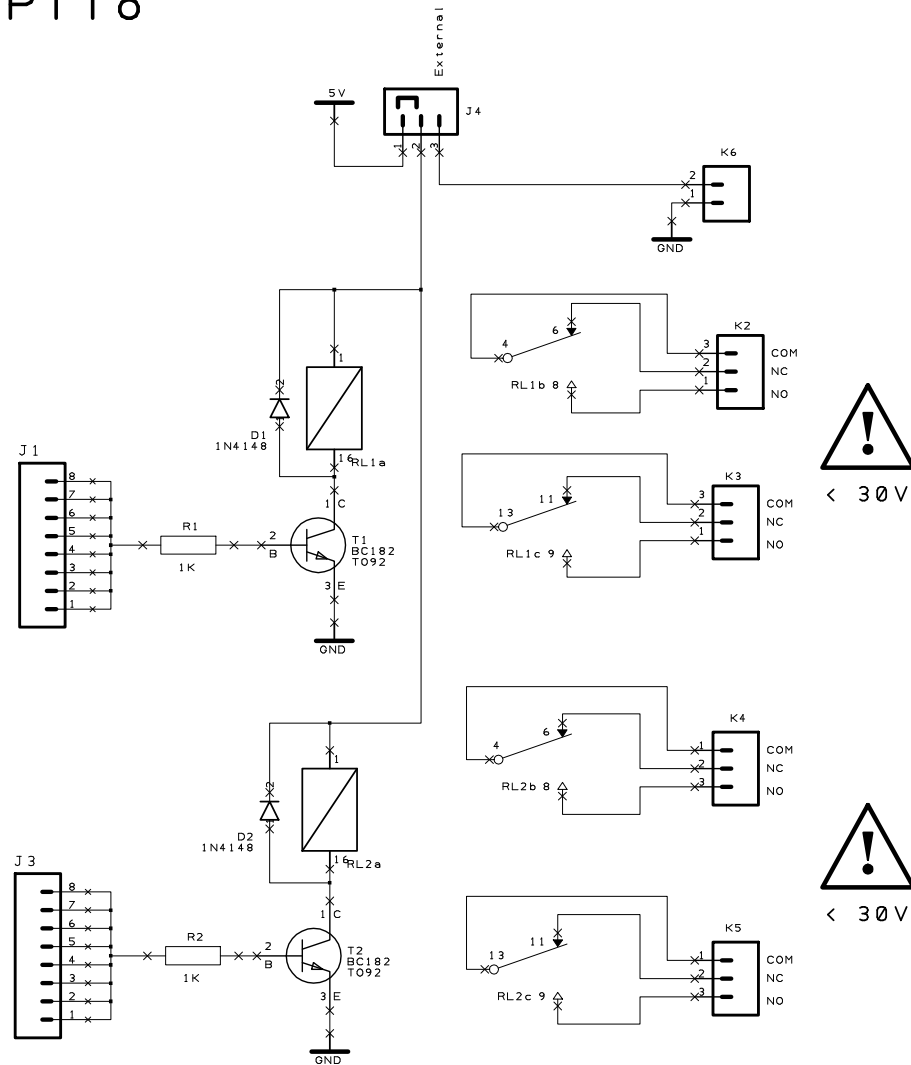 External
5V
J4
1 2 3
K6
2
1
GND
K2
3 COM
2 NC
1 NO
4
6
RL1b 8
1
2
1
D1
1N4148
16 RL1a
J1
8
7
6
5
4
3
2
1
R1
1K
2
B
1 C
T1
BC182
TO92
3 E
GND
K3
3 COM
2 NC
1 NO
13
11
RL1c 9
< 30V
K4
1 COM
2 NC
3 NO
4
6
RL2b 8
1
2
1
D2
1N4148
16 RL2a
J3
8
7
6
5
4
3
2
1
R2
1K
2
B
1 C
T2
BC182
TO92
3 E
GND
K5
1 COM
2 NC
3 NO
13
11
RL2c 9
< 30V